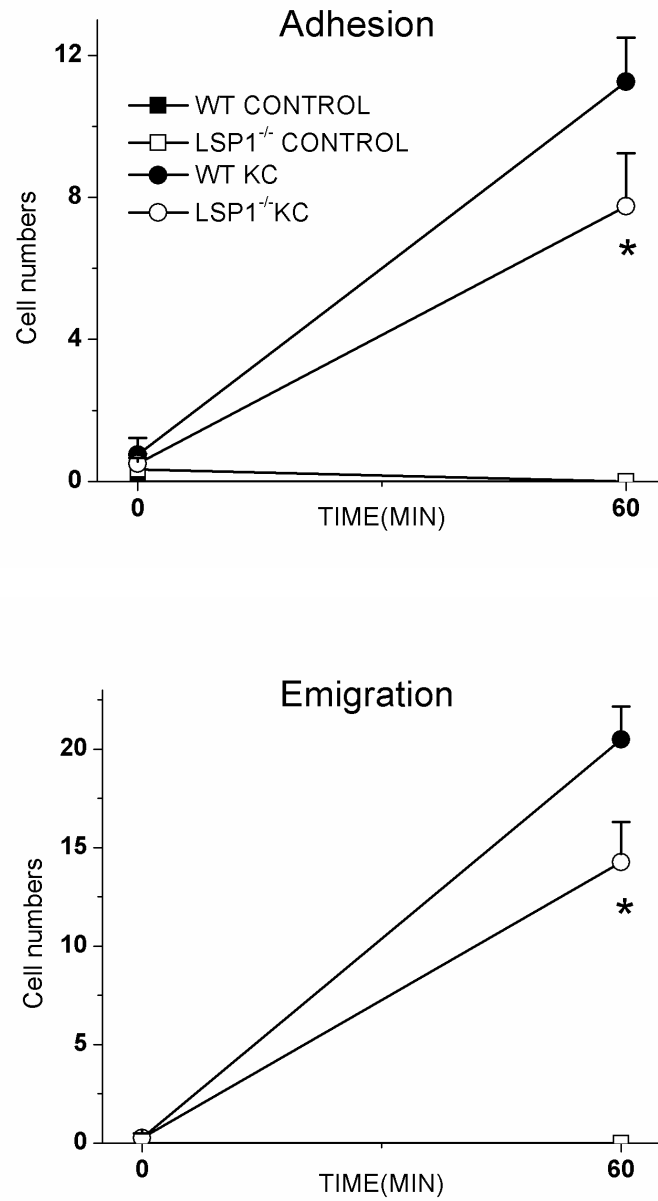 Adhesion
12
WT CONTROL
LSP1-/- CONTROL
WT KC
LSP1-/-KC
8
*
4
0
0
60
TIME(MIN)
Cell numbers
Emigration
20
15
*
10
5
0
0
60
TIME(MIN)
Cell numbers